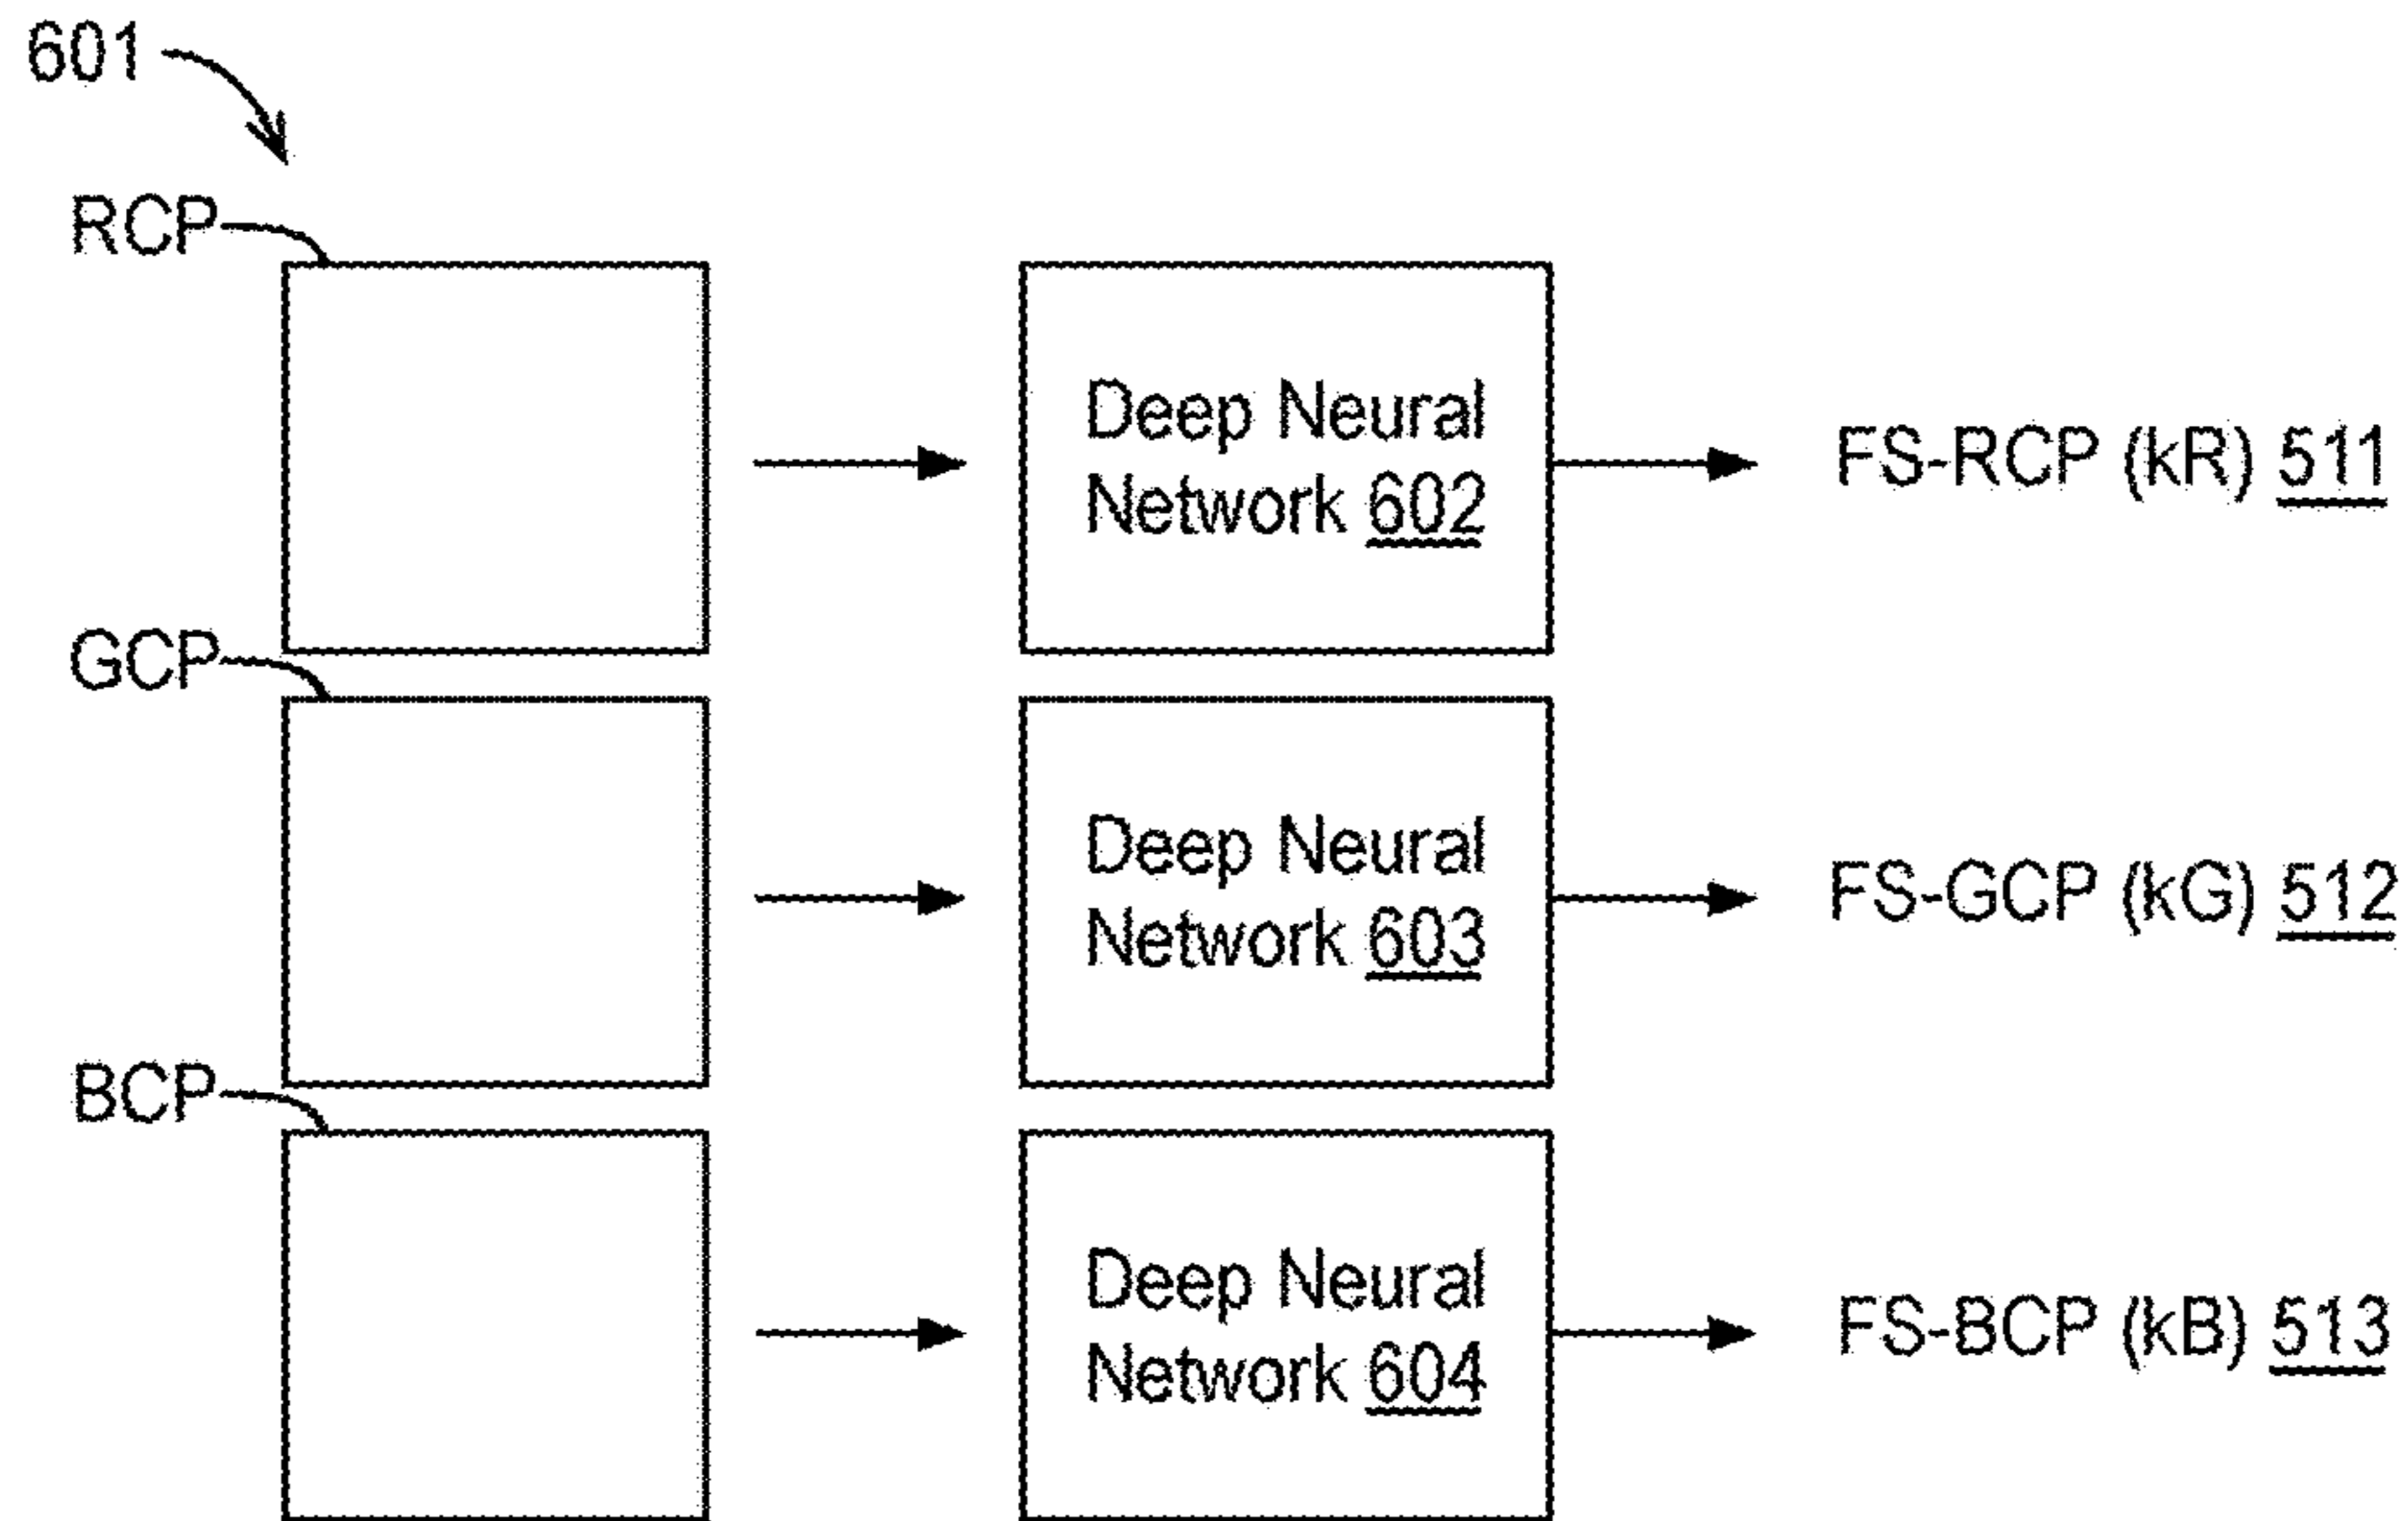 601
RCP
Deep Neural
Network 602
FS-RCP (kR) 511
GCP
Deep Neural
Network 603
FS-GCP (kG) 512
BCP
Deep Neural
Network 604
FS-BCP (kB) 513